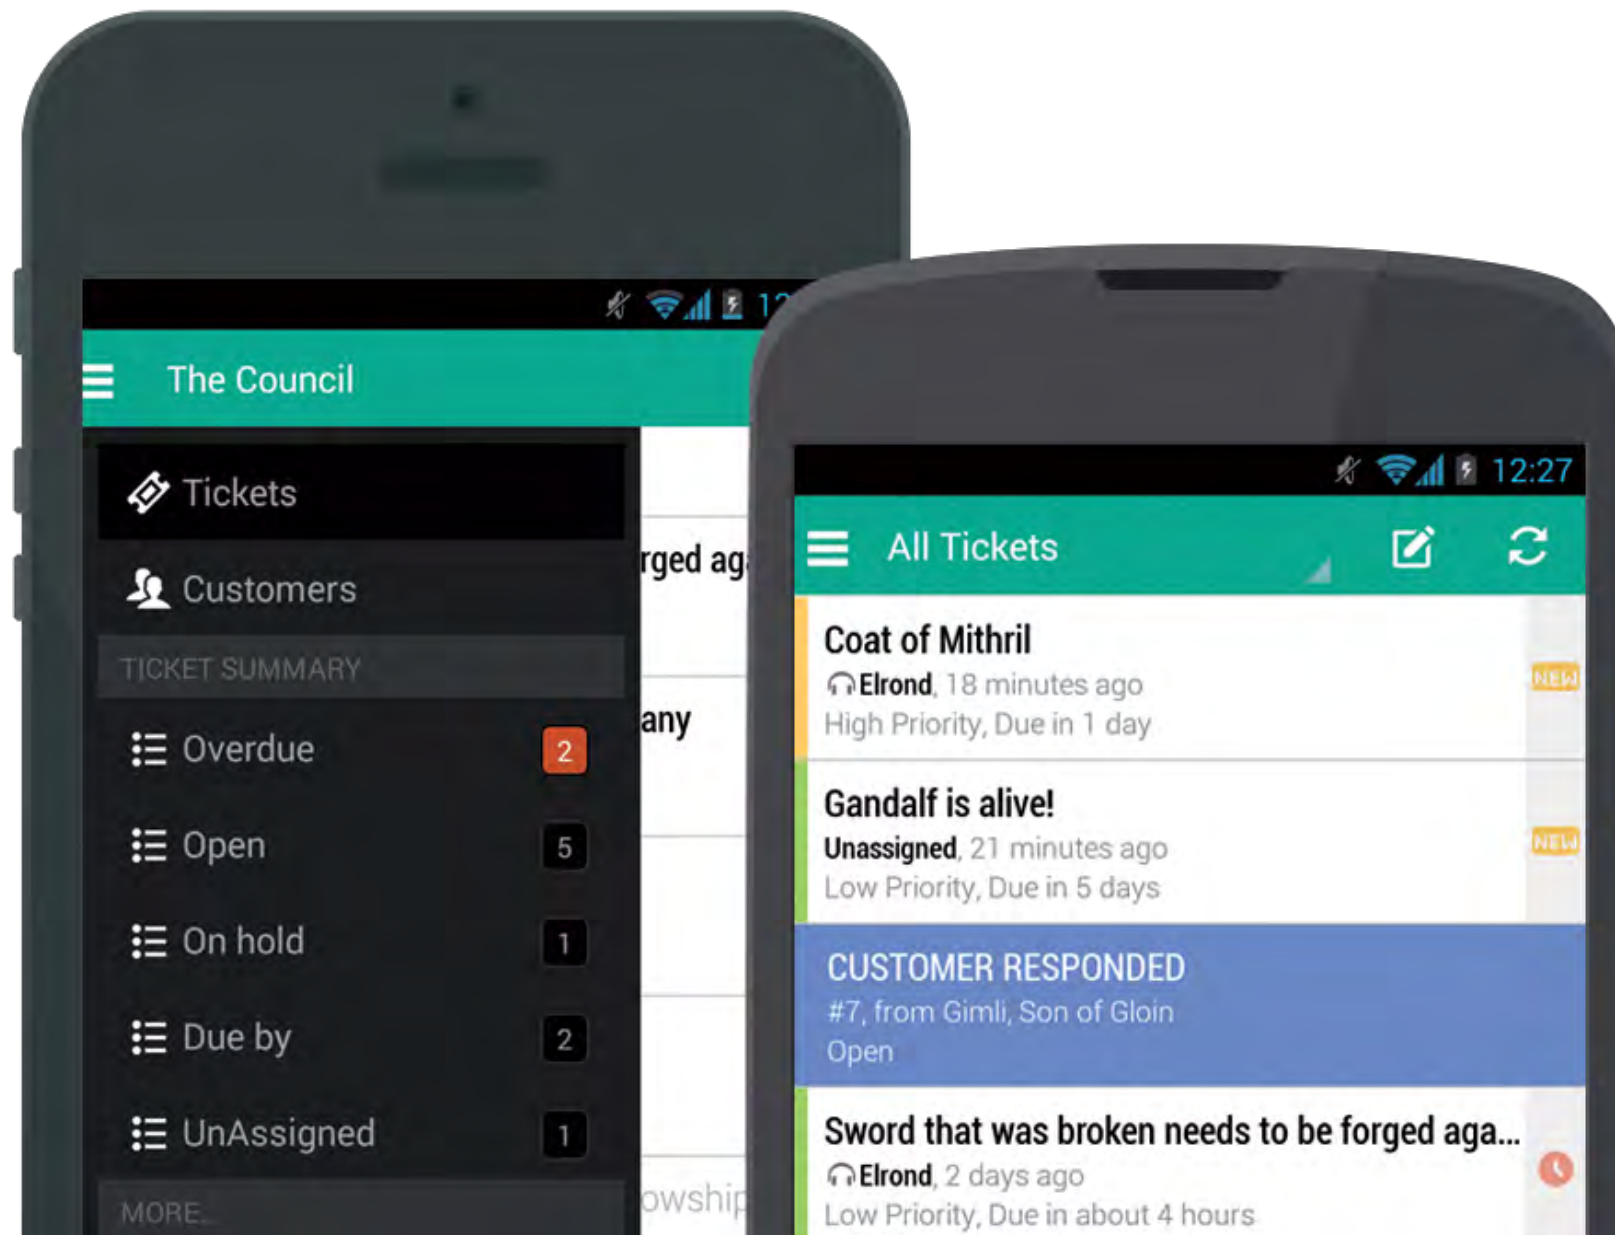 The Council
Tickets
Customers
TICKET SUMMARY
Overdue 2
Open 5
On hold 1
Due by 2
UnAssigned 1
MORE..
rged aga
any
owship
12:27
All Tickets
Coat of Mithril
Elrond, 18 minutes ago
High Priority, Due in 1 day
NEW
Gandalf is alive!
Unassigned, 21 minutes ago
Low Priority, Due in 5 days
NEW
CUSTOMER RESPONDED
#7, from Gimli, Son of Gloin
Open
Sword that was broken needs to be forged aga...
Elrond, 2 days ago
Low Priority, Due in about 4 hours